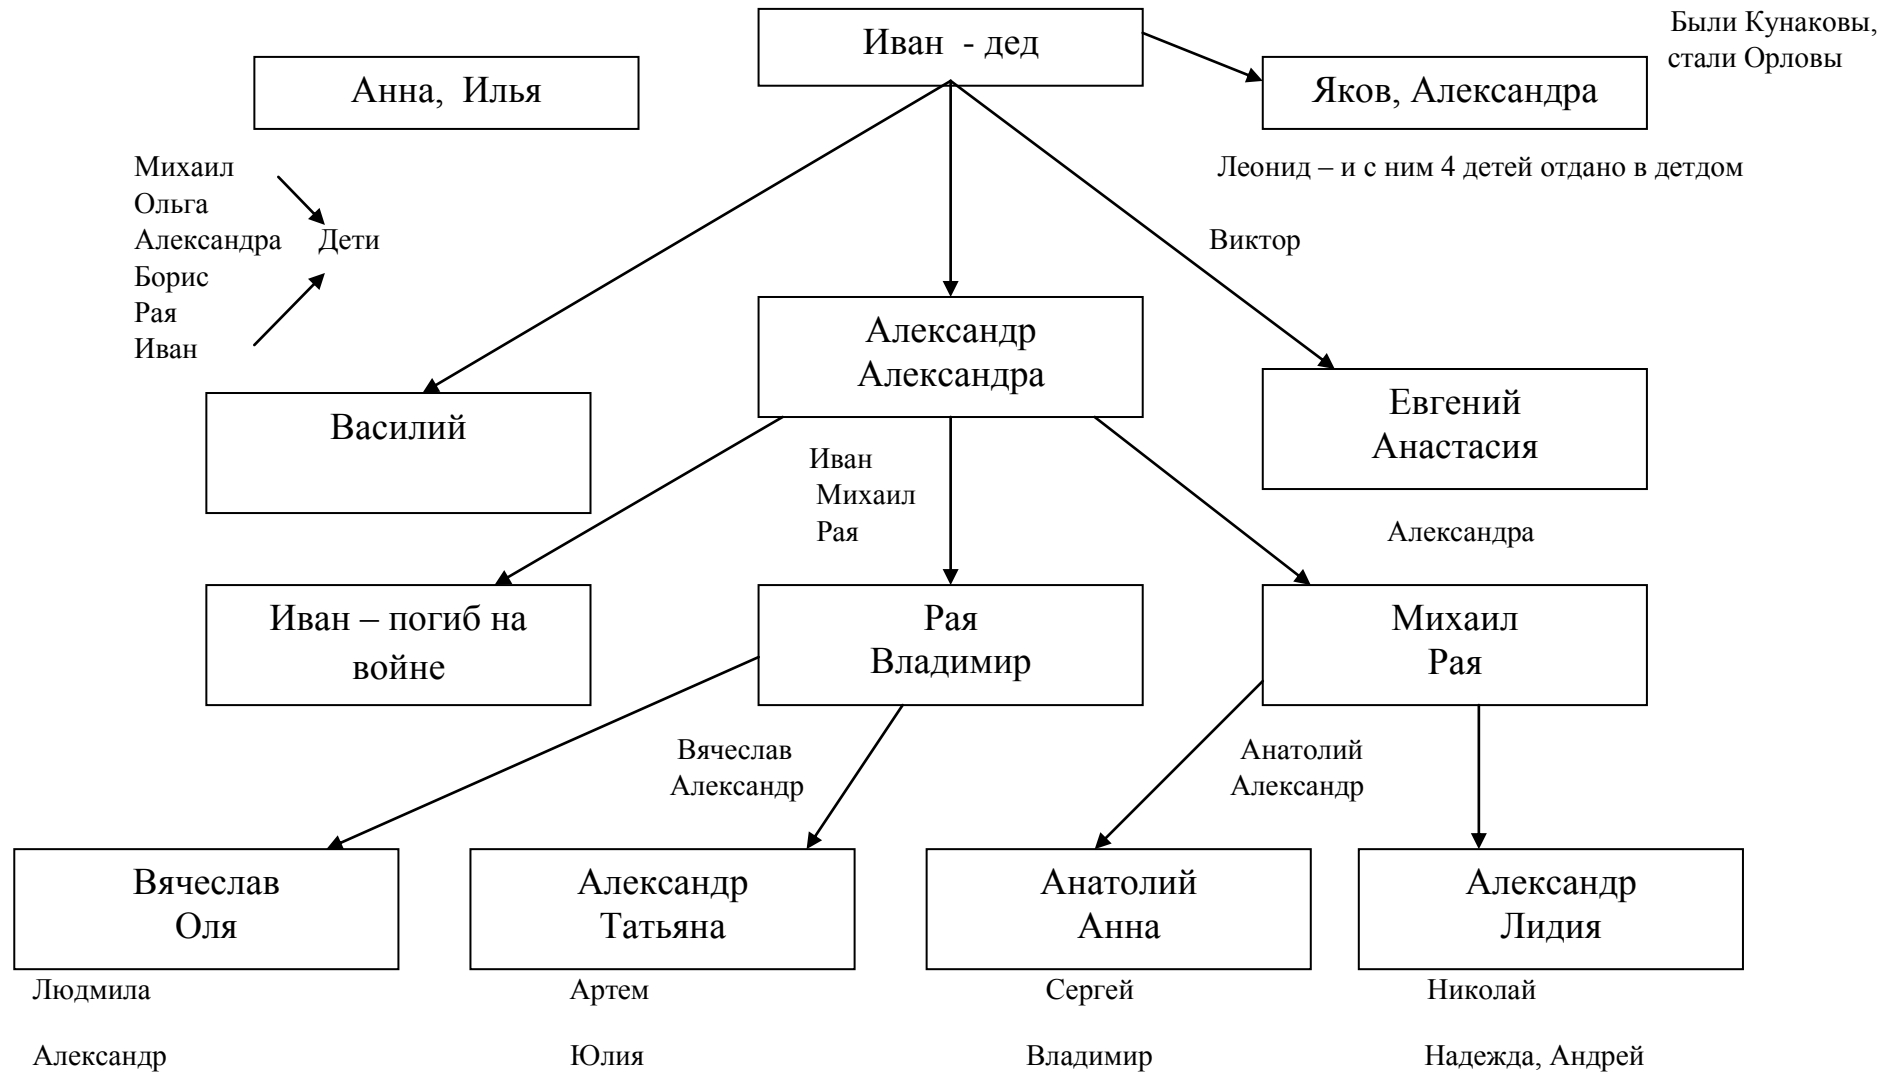 Иван - дед
Были Кунаковы,
стали Орловы
Анна, Илья
Яков, Александра
Михаил
Ольга
Александра Дети
Борис
Рая
Иван
Леонид – и с ним 4 детей отдано в детдом
Виктор
Василий
Александр
Александра
Евгений
Анастасия
Иван
Михаил
Рая
Александра
Иван – погиб на
войне
Рая
Владимир
Михаил
Рая
Вячеслав
Александр
Анатолий
Александр
Вячеслав
Оля
Александр
Татьяна
Анатолий
Анна
Александр
Лидия
Людмила
Артем
Сергей
Николай
Александр
Юлия
Владимир
Надежда, Андрей